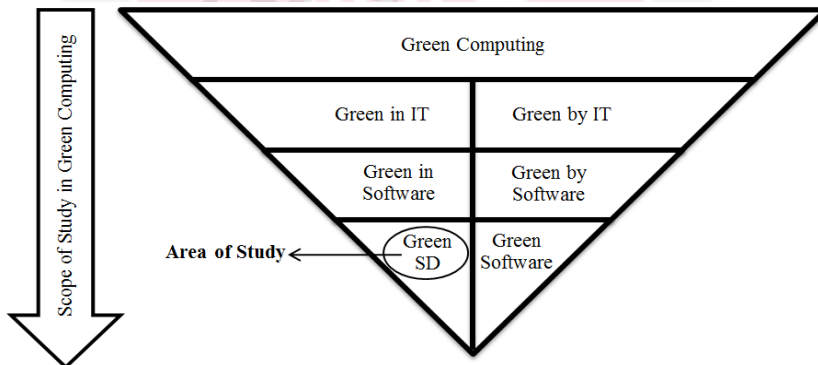 Scope of Study in Green Computing
Green Computing
Green in IT
Green by IT
Green in
Software
Green by
Software
Area of Study
Green
SD
Green
Software